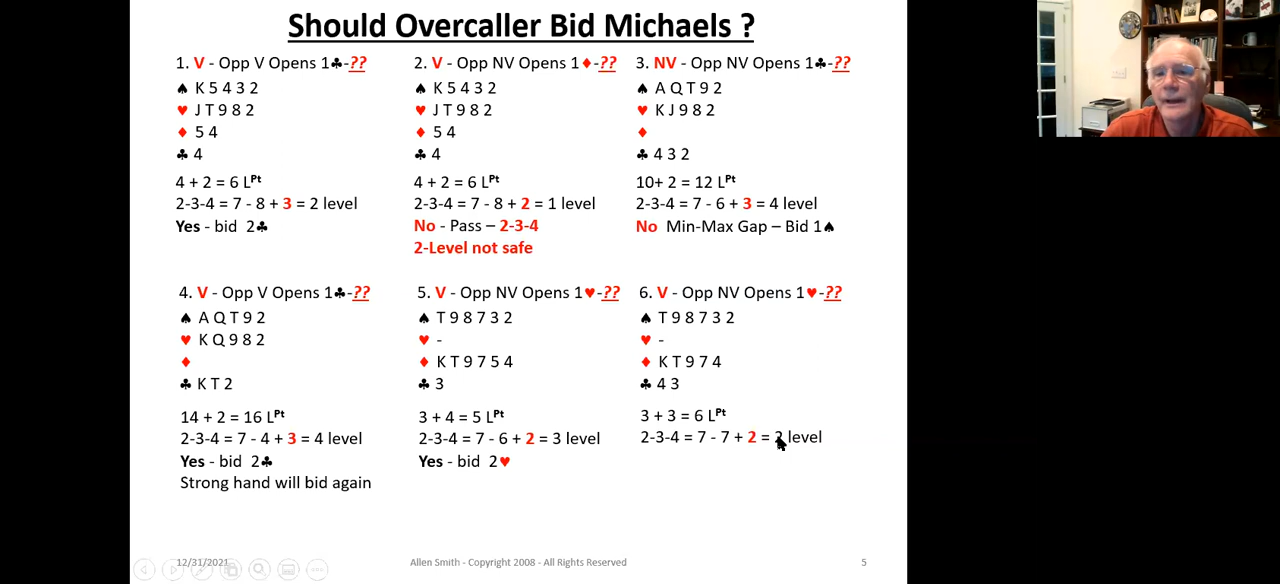 Should Overcaller Bid Michaels ?
1. V - Opp V Opens 1♣-??
♠ K 5 4 3 2
♥ J T 9 8 2
♦ 5 4
♣ 4
4 + 2 = 6 L Pt
2-3-4 = 7 - 8 + 3 = 2 level
Yes - bid 2♣
2. V - Opp NV Opens 1♦-??
♠ K 5 4 3 2
♥ J T 9 8 2
♦ 5 4
♣ 4
4 + 2 = 6 L Pt
2-3-4 = 7 - 8 + 2 = 1 level
No - Pass – 2-3-4
2-Level not safe
3. NV - Opp NV Opens 1♣-??
♠ A Q T 9 2
♥ K J 9 8 2
♦
♣ 4 3 2
10+ 2 = 12 L Pt
2-3-4 = 7 - 6 + 3 = 4 level
No Min-Max Gap – Bid 1♠
4. V - Opp V Opens 1♣-??
♠ A Q T 9 2
♥ K Q 9 8 2
♦
♣ K T 2
14 + 2 = 16 L Pt
2-3-4 = 7 - 4 + 3 = 4 level
Yes - bid 2♣
Strong hand will bid again
5. V - Opp NV Opens 1♥-??
♠ T 9 8 7 3 2
♥ -
♦ K T 9 7 5 4
♣ 3
3 + 4 = 5 L Pt
2-3-4 = 7 - 6 + 2 = 3 level
Yes - bid 2♥
6. V - Opp NV Opens 1♥-??
♠ T 9 8 7 3 2
♥ -
♦ K T 9 7 4
♣ 4 3
3 + 3 = 6 L Pt
2-3-4 = 7 - 7 + 2 = 2 level
12/31/2021
Allen Smith - Copyright 2008 - All Rights Reserved
5